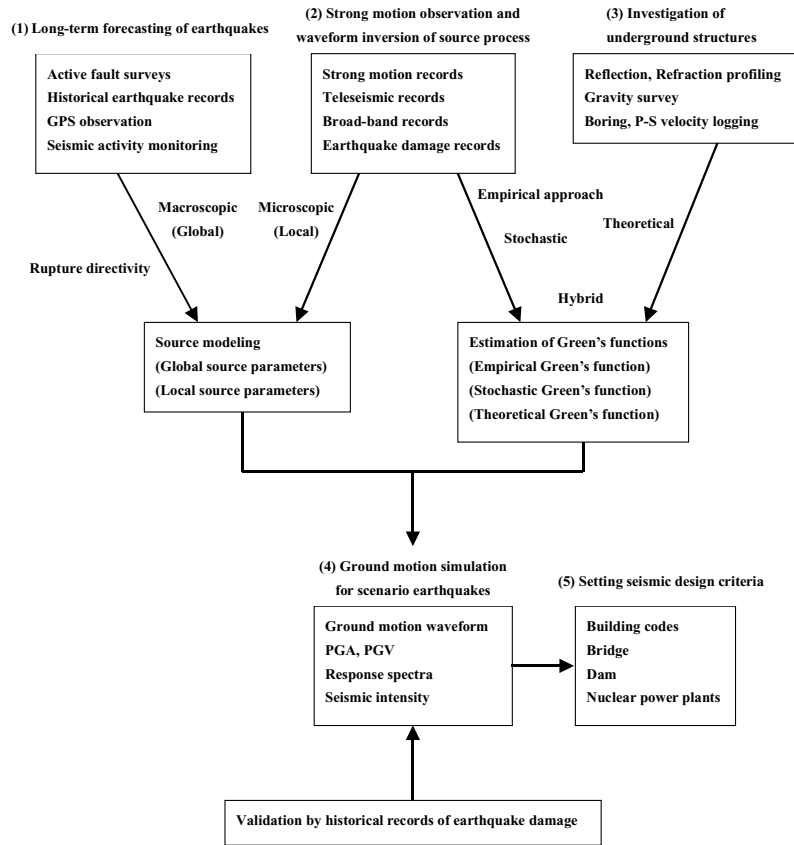 (1) Long-term forecasting of earthquakes
Active fault surveys
Historical earthquake records
GPS observation
Seismic activity monitoring
(2) Strong motion observation and
waveform inversion of source process
Strong motion records
Teleseismic records
Broad-band records
Earthquake damage records
(3) Investigation of
underground structures
Reflection, Refraction profiling
Gravity survey
Boring, P-S velocity logging
Macroscopic
(Global)
Rupture directivity
Microscopic
(Local)
Empirical approach
Stochastic
Theoretical
Hybrid
Source modeling
(Global source parameters)
(Local source parameters)
Estimation of Green’s functions
(Empirical Green’s function)
(Stochastic Green’s function)
(Theoretical Green’s function)
(4) Ground motion simulation
for scenario earthquakes
Ground motion waveform
PGA, PGV
Response spectra
Seismic intensity
(5) Setting seismic design criteria
Building codes
Bridge
Dam
Nuclear power plants
Validation by historical records of earthquake damage